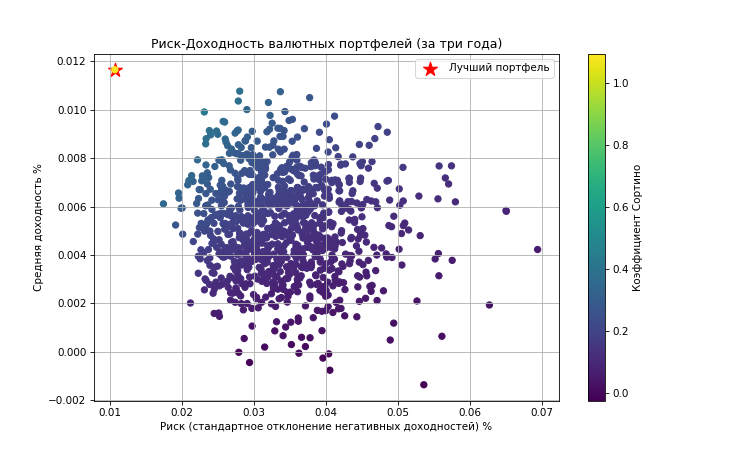 Риск-Доходность валютных портфелей (за три года)
Лучший портфель
0.012
0.010
0.008
0.006
0.004
0.002
0.000
−0.002
Средняя доходность %
0.01 0.02 0.03 0.04 0.05 0.06 0.07
Риск (стандартное отклонение негативных доходностей) %
1.0
0.8
0.6
0.4
0.2
0.0
Коэффициент Сортино